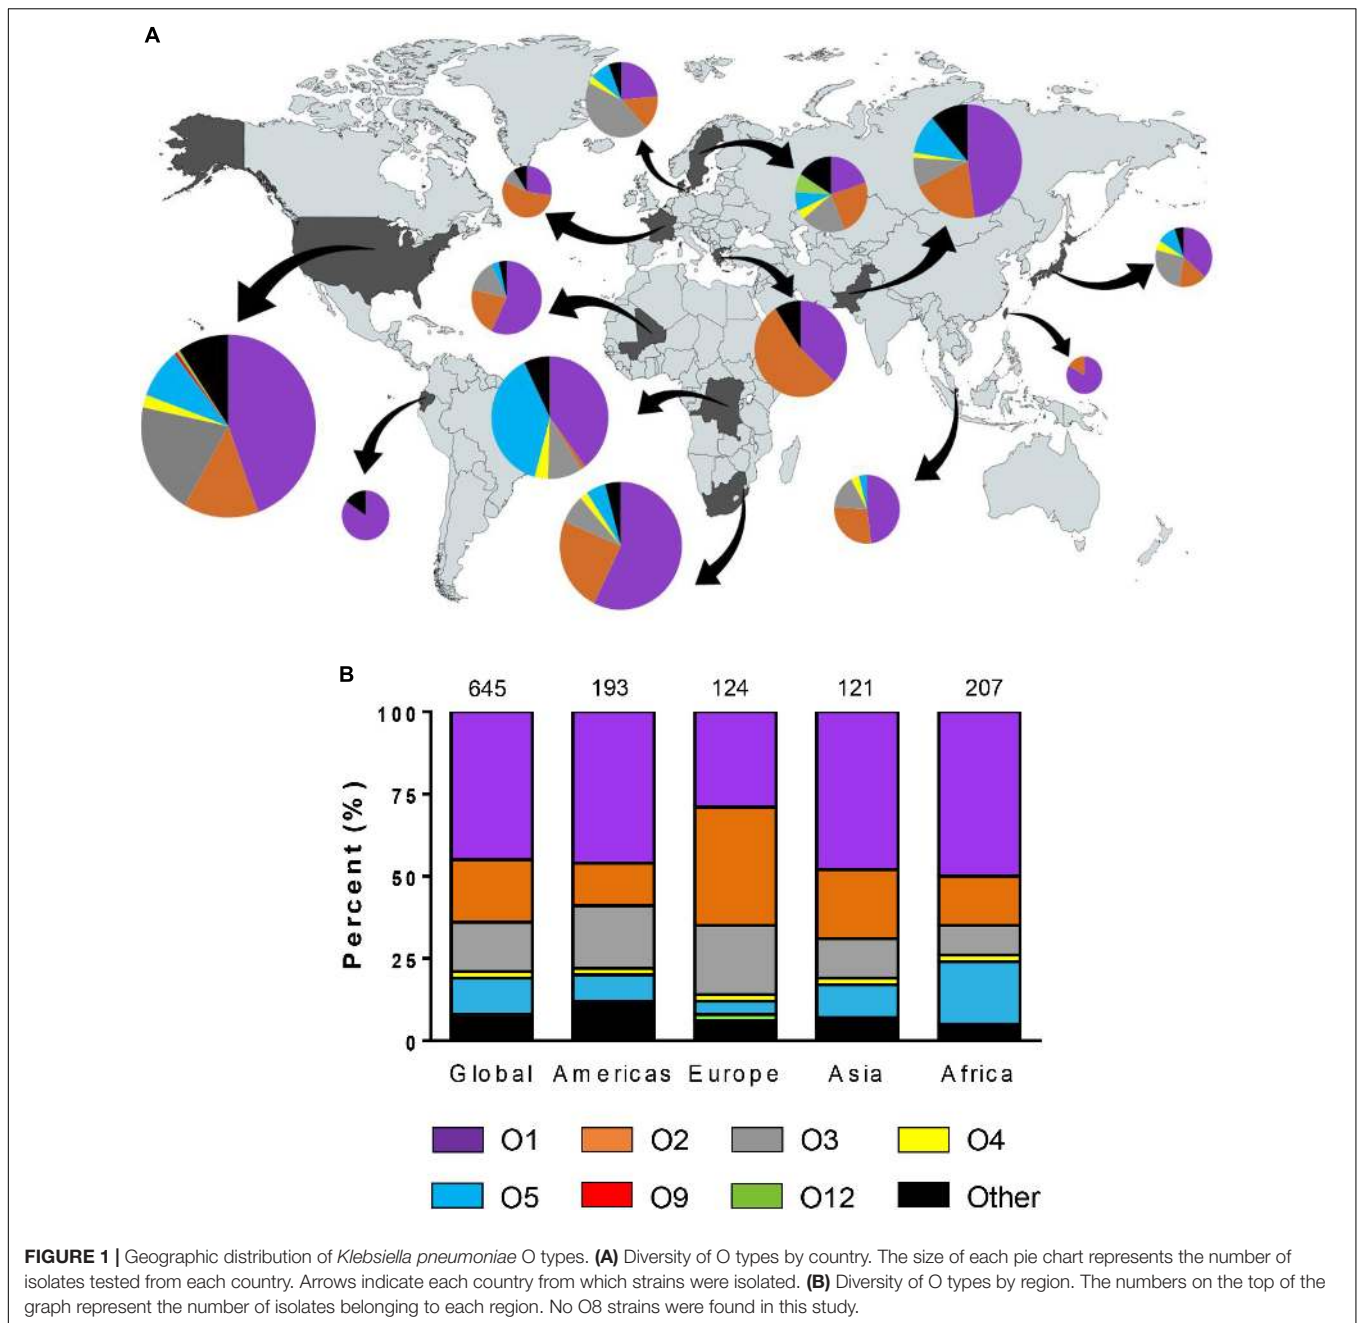 A
B
645 193 124 121 207
100
75
50
25
0
Percent (%)
Global Americas Europe Asia Africa
O1 O2 O3 O4
O5 O9 O12 Other
FIGURE 1 | Geographic distribution of Klebsiella pneumoniae O types. (A) Diversity of O types by country. The size of each pie chart represents the number of
isolates tested from each country. Arrows indicate each country from which strains were isolated. (B) Diversity of O types by region. The numbers on the top of the
graph represent the number of isolates belonging to each region. No O8 strains were found in this study.